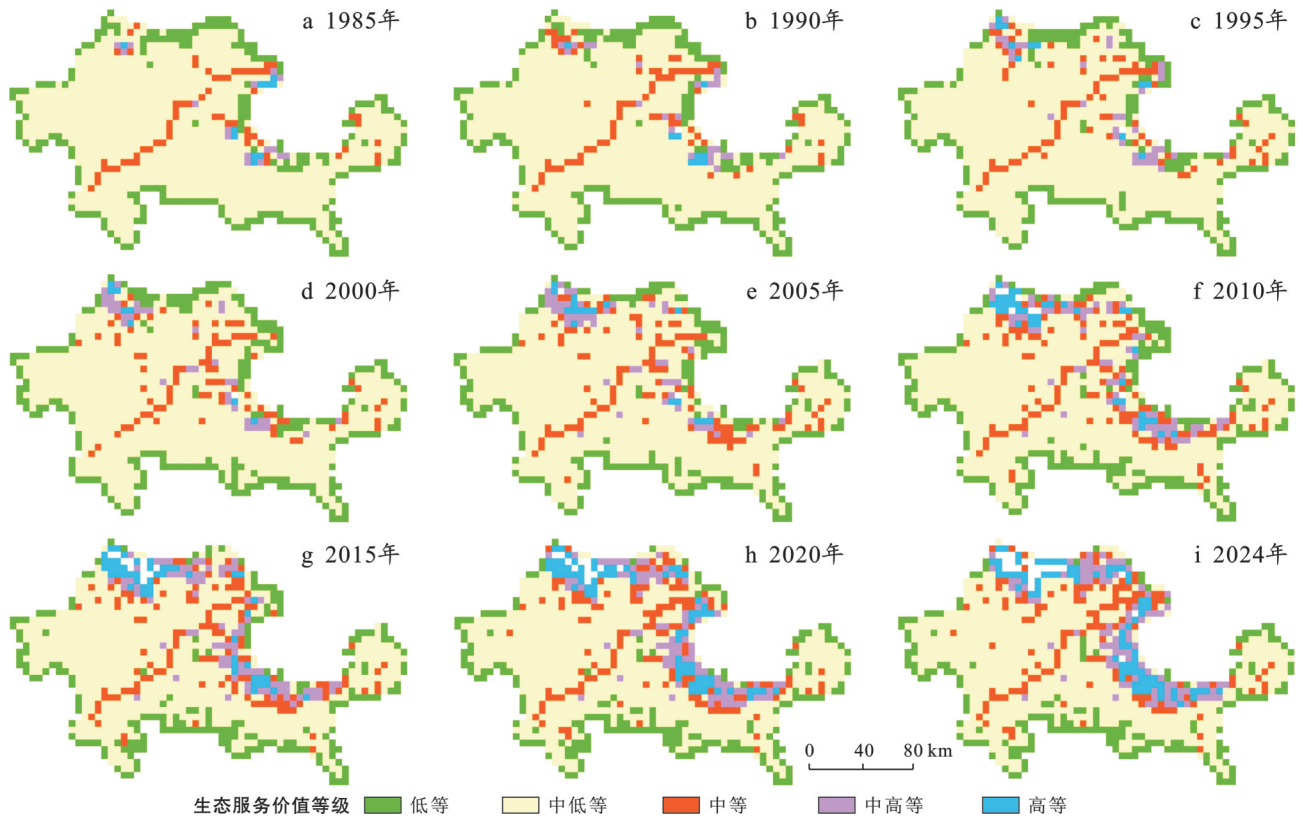 a 1985年
b 1990年
c 1995年
d 2000年
e 2005年
f 2010年
g 2015年
h 2020年
i 2024年
0 40 80 km
生态服务价值等级 低等 中低等 中等 中高等 高等